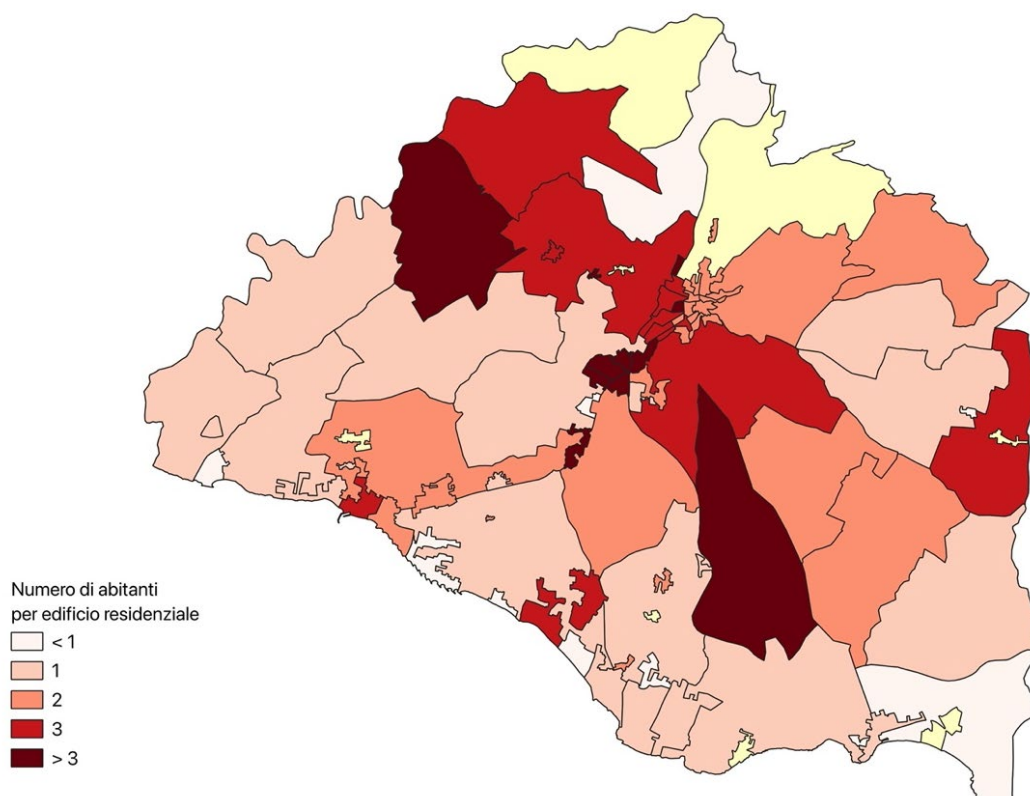 Numero di abitanti
per edificio residenziale
< 1
1
2
3
> 3